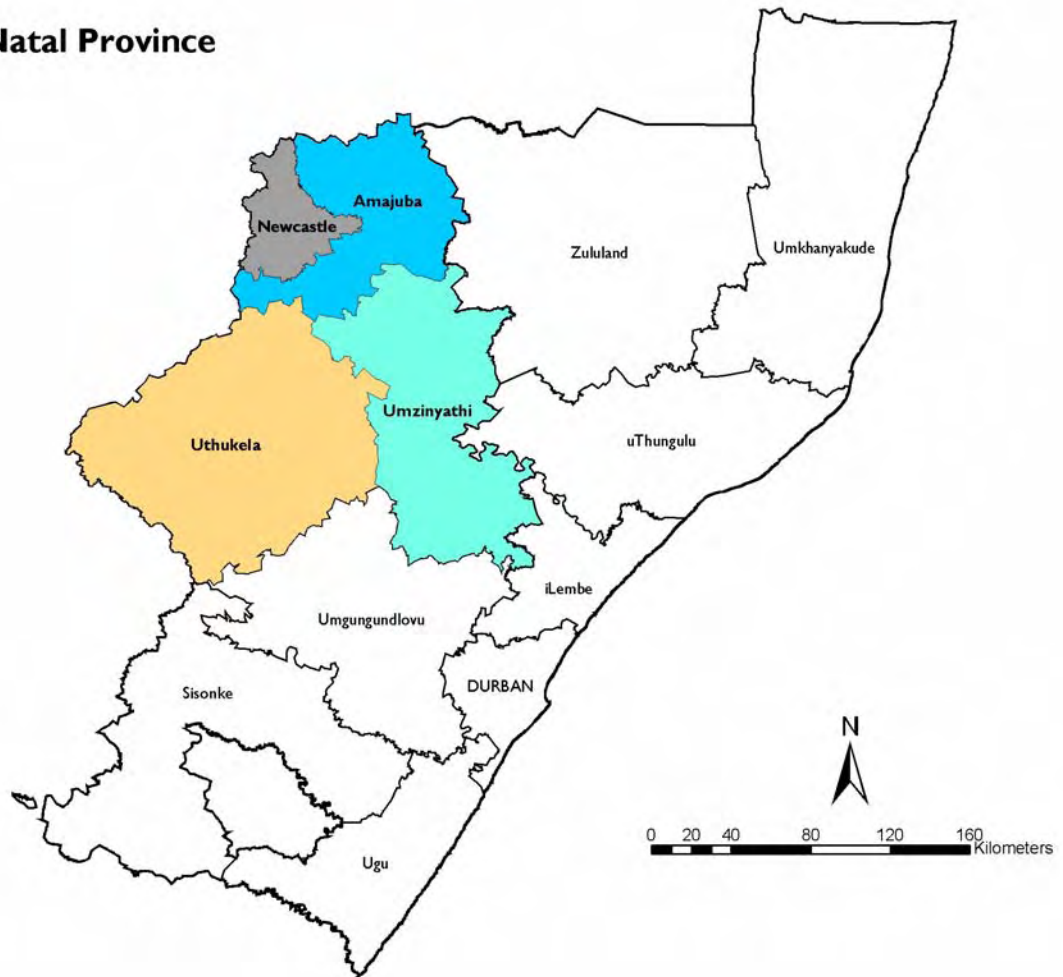 Natal Province
Amajuba
Newcastle
Zululand
Umkhanyakude
Umzinyathi
Uthukela
uThungulu
iLembe
Umgungundlovu
DURBAN
Sisonke
Ugu
N
0 20 40 80 120 160
Kilometers